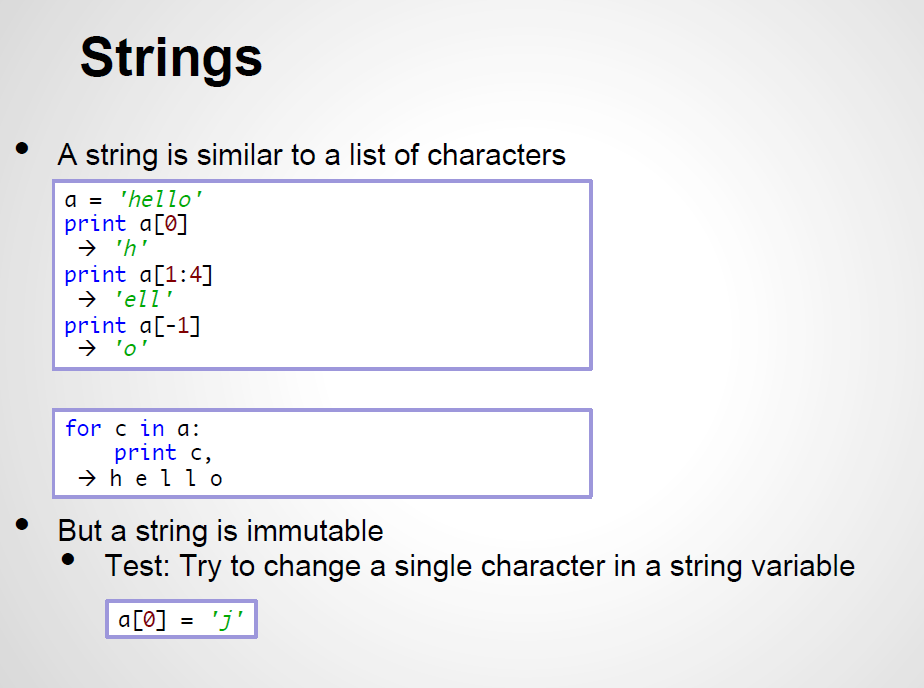 Strings
• A string is similar to a list of characters
a = 'hello'
print a[0]
→ 'h'
print a[1:4]
→ 'ell'
print a[-1]
→ 'o'
for c in a:
    print c,
→ h e l l o
• But a string is immutable
• Test: Try to change a single character in a string variable
a[0] = 'j'